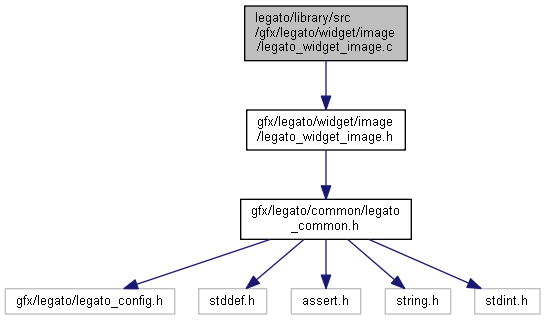 legato/library/src
/gfx/legato/widget/image
/legato_widget_image.c
gfx/legato/widget/image
/legato_widget_image.h
gfx/legato/common/legato
_common.h
gfx/legato/legato_config.h
stddef.h
assert.h
string.h
stdint.h